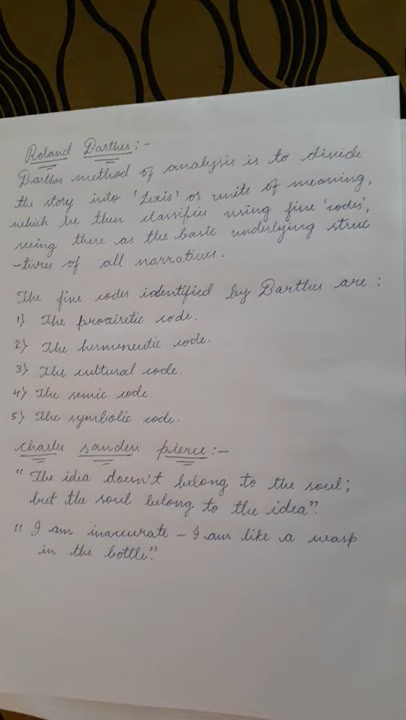 Roland Barthes:-
Barthes method of analysis is to divide
the story into 'Lexis' or units of meaning,
which he then classifies using five 'codes',
seeing these as the basic underlying struc
-tures of all narratives.
The five codes identified by Barthes are :
1) The proairetic code.
2) The hermeneutic code.
3) The cultural code.
4) The semic code
5) The symbolic code.
Charles Sanders Pierce:-
"The idea doesn't belong to the soul;
but the soul belong to the idea".
"I am inaccurate - I am like a wasp
in the bottle".